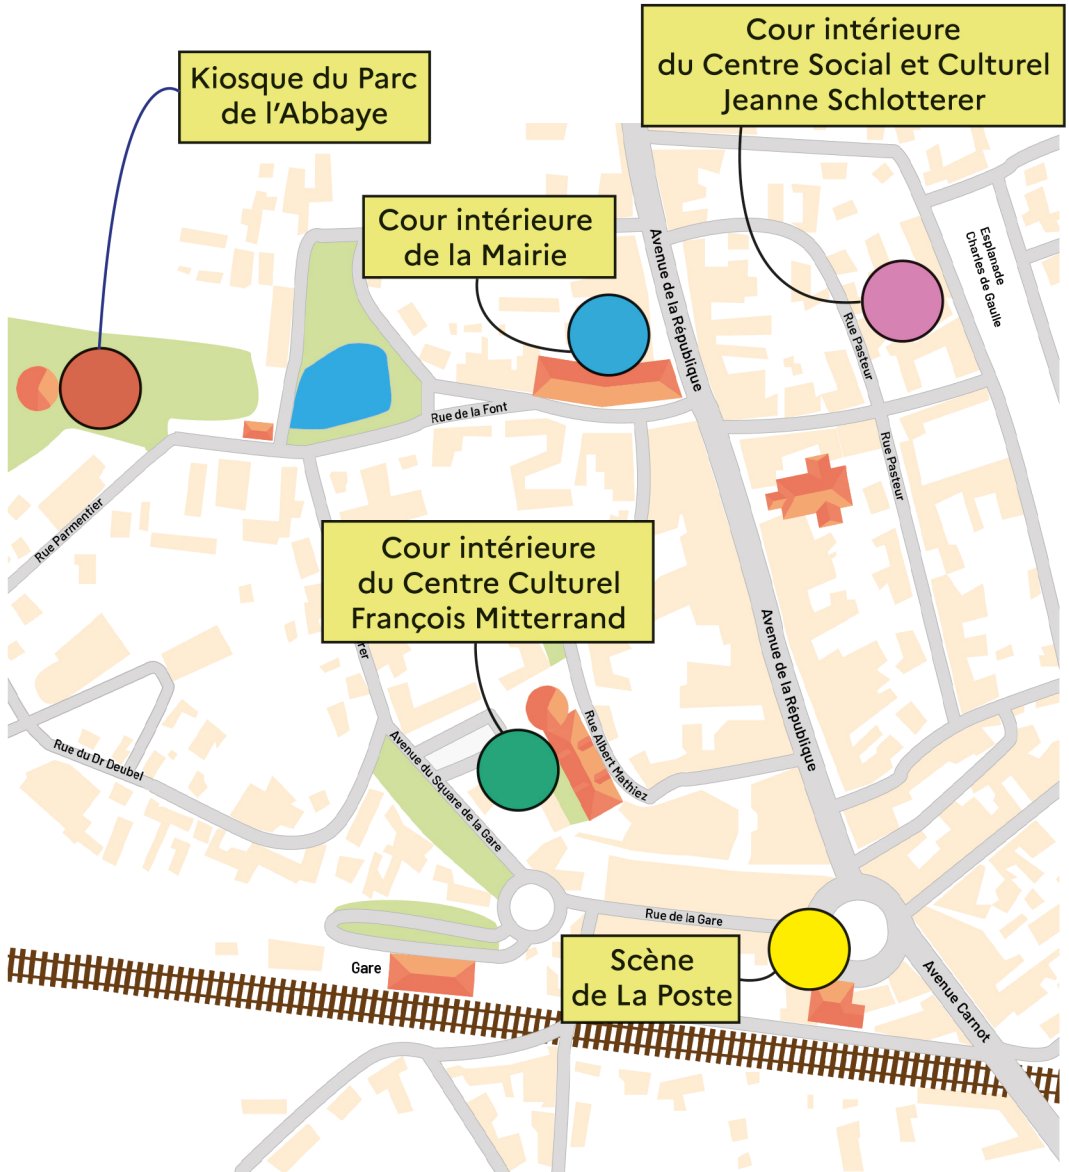 Cour intérieure
du Centre Social et Culturel
Jeanne Schlotterer
Kiosque du Parc
de l'Abbaye
Cour intérieure
de la Mairie
Avenue de la République
Esplanade
Charles de Gaulle
Rue Pasteur
Rue de la Font
Rue Pasteur
Rue Parmentier
Cour intérieure
du Centre Culturel
François Mitterrand
Avenue de la République
Rue Albert Mathiez
Rue du Dr Deubel
Avenue du Square de la Gare
Rue de la Gare
Gare
Scène
de La Poste
Avenue Carnot